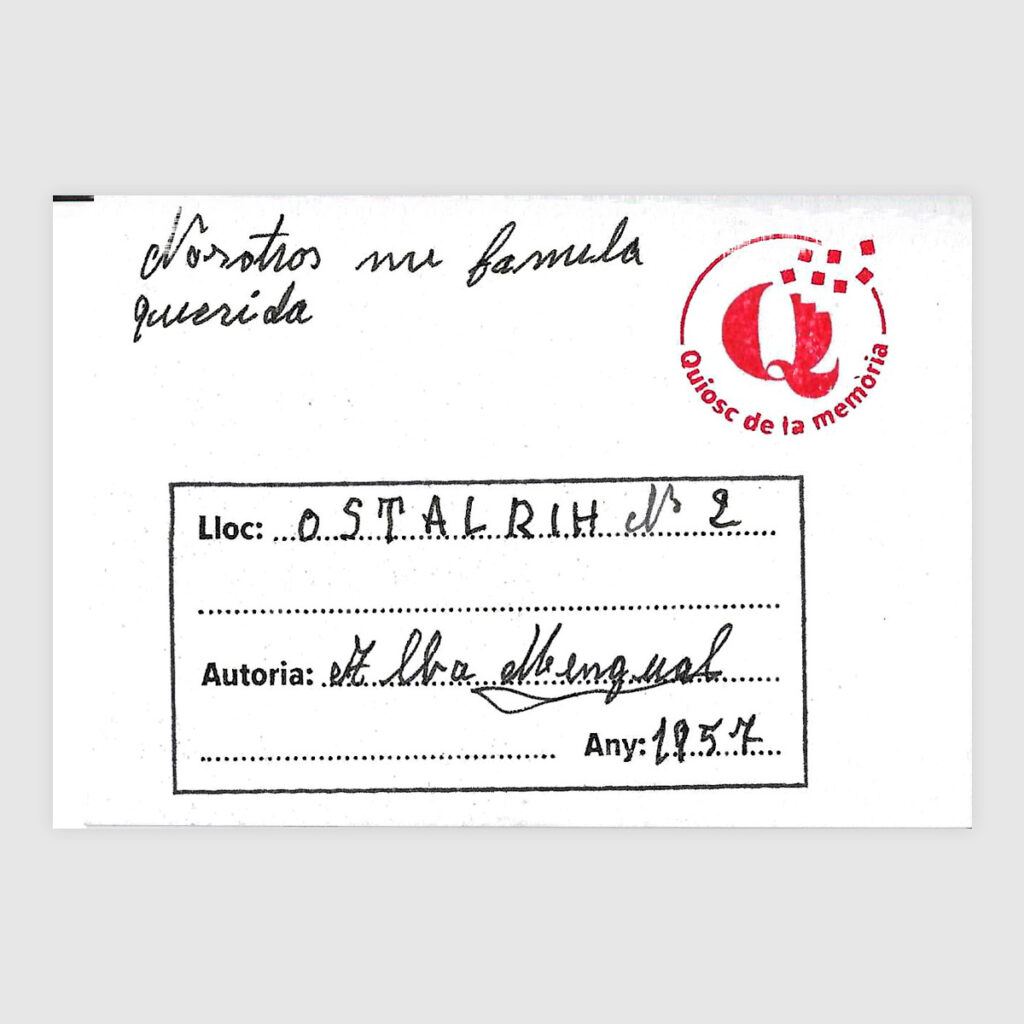 Nosotros mi familia
querida
Quiosc de la memòria
Lloc: OSTALRIH Nº 2
Autoria: Alba Mengual
Any: 1957